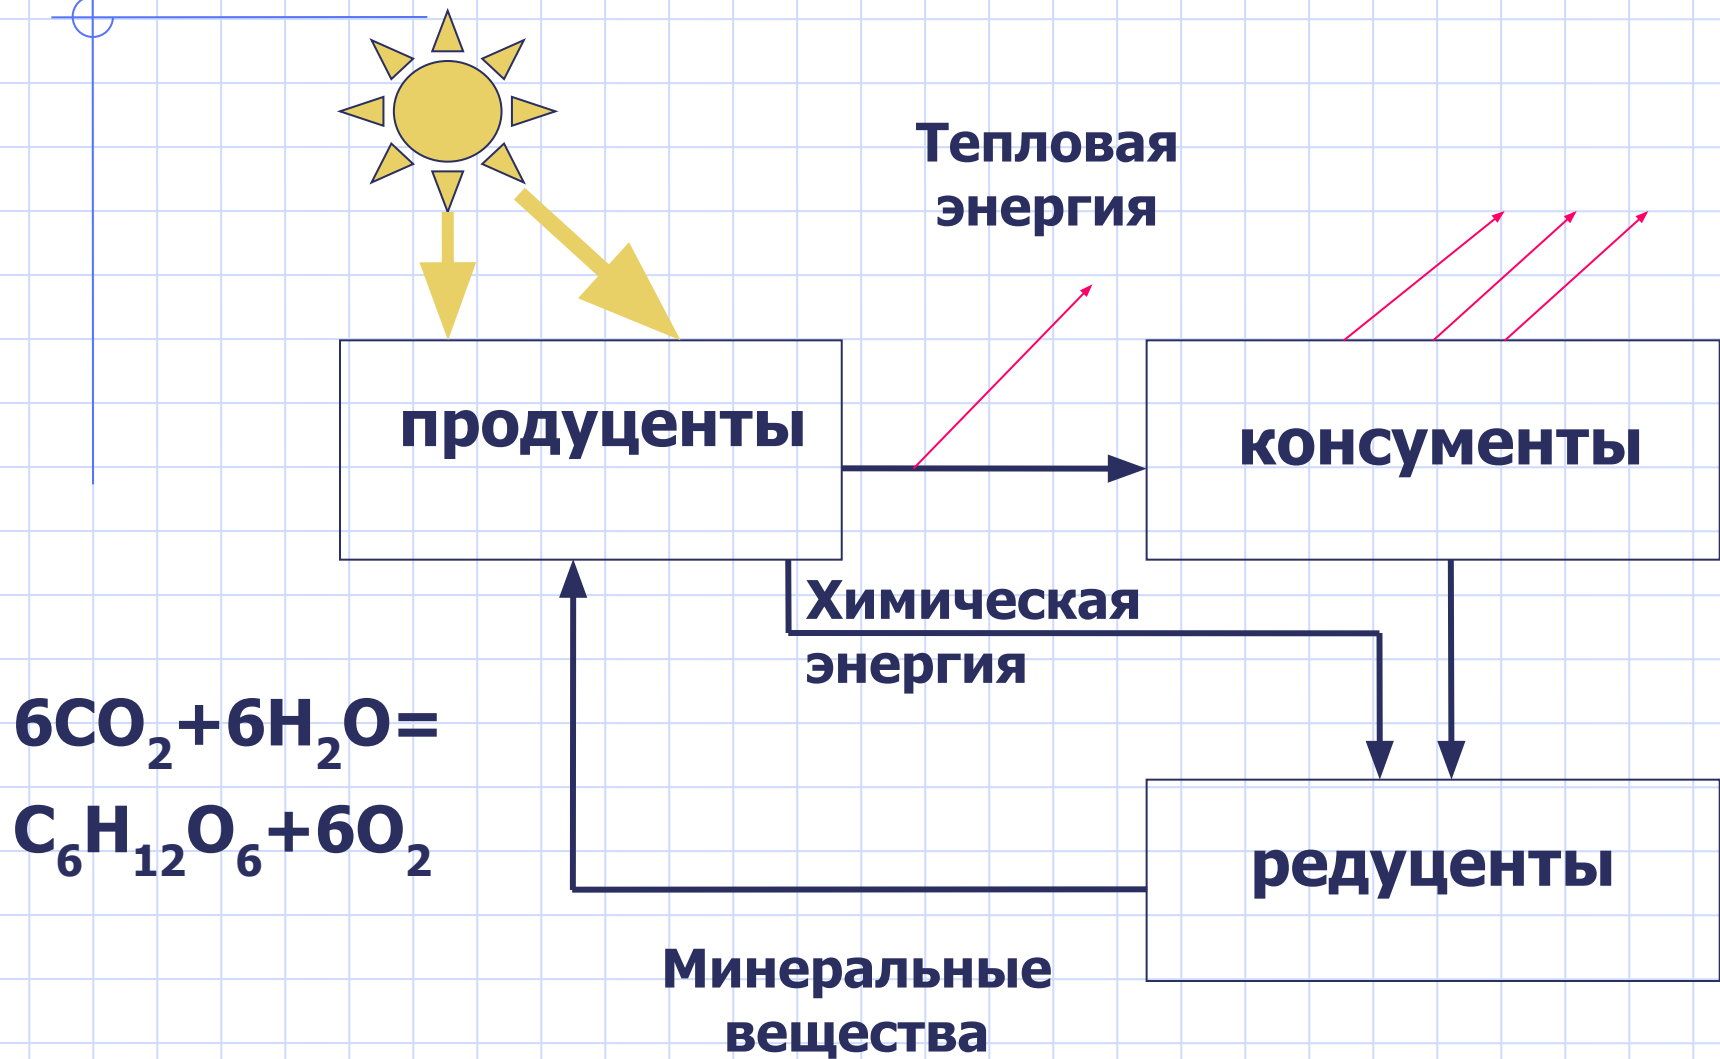 Тепловая
энергия
продуценты
консументы
Химическая
энергия
6CO₂+6H₂O=
C₆H₁₂O₆+6O₂
редуценты
Минеральные
вещества